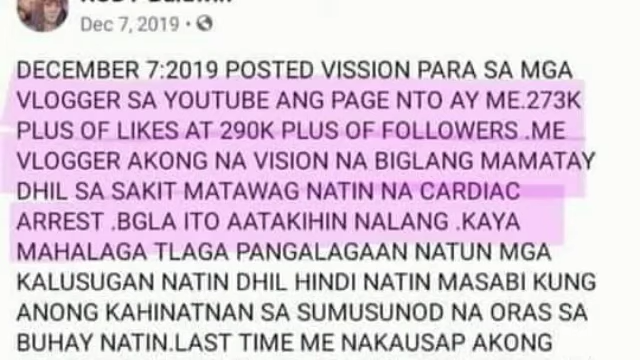 Dec 7, 2019 ·
DECEMBER 7:2019 POSTED VISSION PARA SA MGA
VLOGGER SA YOUTUBE ANG PAGE NTO AY ME.273K
PLUS OF LIKES AT 290K PLUS OF FOLLOWERS .ME
VLOGGER AKONG NA VISION NA BIGLANG MAMATAY
DHIL SA SAKIT MATAWAG NATIN NA CARDIAC
ARREST .BGLA ITO AATAKIHIN NALANG .KAYA
MAHALAGA TLAGA PANGALAGAAN NATUN MGA
KALUSUGAN NATIN DHIL HINDI NATIN MASABI KUNG
ANONG KAHINATNAN SA SUMUSUNOD NA ORAS SA
BUHAY NATIN.LAST TIME ME NAKAUSAP AKONG